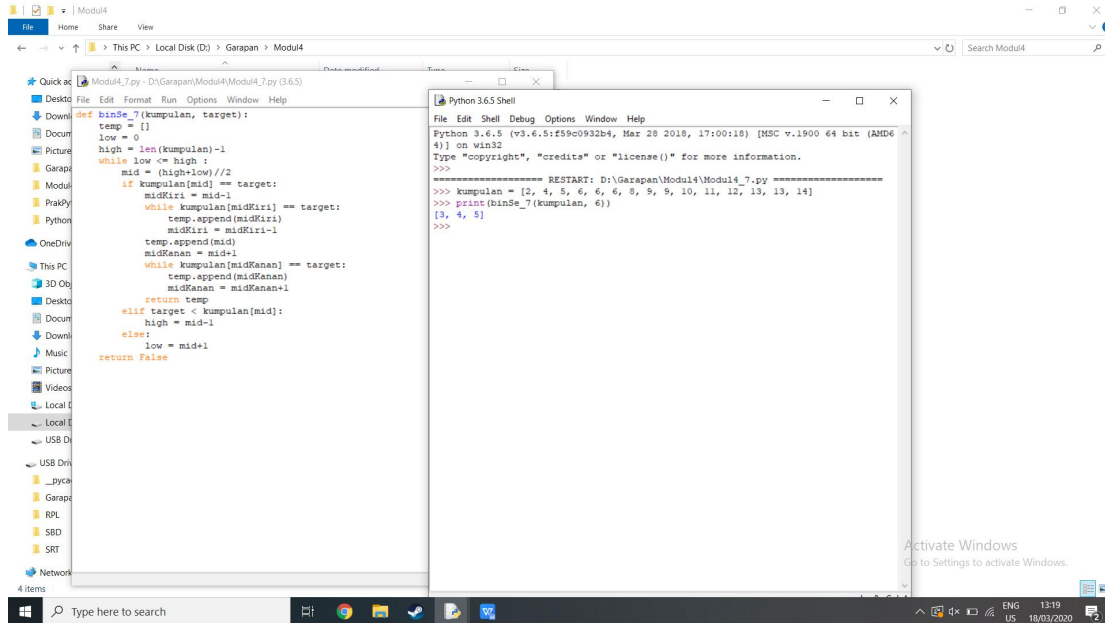 Modul4
File Home Share View
This PC > Local Disk (D:) > Garapan > Modul4
Search Modul4
Name Date modified Type Size
Quick ac
Deskto
Downl
Docum
Picture
Garapa
Modul
PrakPy
Python
OneDriv
This PC
3D Obj
Deskto
Docum
Downl
Music
Picture
Videos
Local D
Local D
USB Dr
USB Driv
__pyca
Garapa
RPL
SBD
SRT
Network
4 items
Modul4_7.py - D:\Garapan\Modul4\Modul4_7.py (3.6.5)
File Edit Format Run Options Window Help
def binSe_7(kumpulan, target):
    temp = []
    low = 0
    high = len(kumpulan)-1
    while low <= high :
        mid = (high+low)//2
        if kumpulan[mid] == target:
            midKiri = mid-1
            while kumpulan[midKiri] == target:
                temp.append(midKiri)
                midKiri = midKiri-1
            temp.append(mid)
            midKanan = mid+1
            while kumpulan[midKanan] == target:
                temp.append(midKanan)
                midKanan = midKanan+1
            return temp
        elif target < kumpulan[mid]:
            high = mid-1
        else:
            low = mid+1
    return False
Python 3.6.5 Shell
File Edit Shell Debug Options Window Help
Python 3.6.5 (v3.6.5:f59c0932b4, Mar 28 2018, 17:00:18) [MSC v.1900 64 bit (AMD6
4)] on win32
Type "copyright", "credits" or "license()" for more information.
>>>
=================== RESTART: D:\Garapan\Modul4\Modul4_7.py ===================
>>> kumpulan = [2, 4, 5, 6, 6, 6, 8, 9, 9, 10, 11, 12, 13, 13, 14]
>>> print(binSe_7(kumpulan, 6))
[3, 4, 5]
>>>
Activate Windows
Go to Settings to activate Windows.
Type here to search
ENG 13:19
US 18/03/2020
2